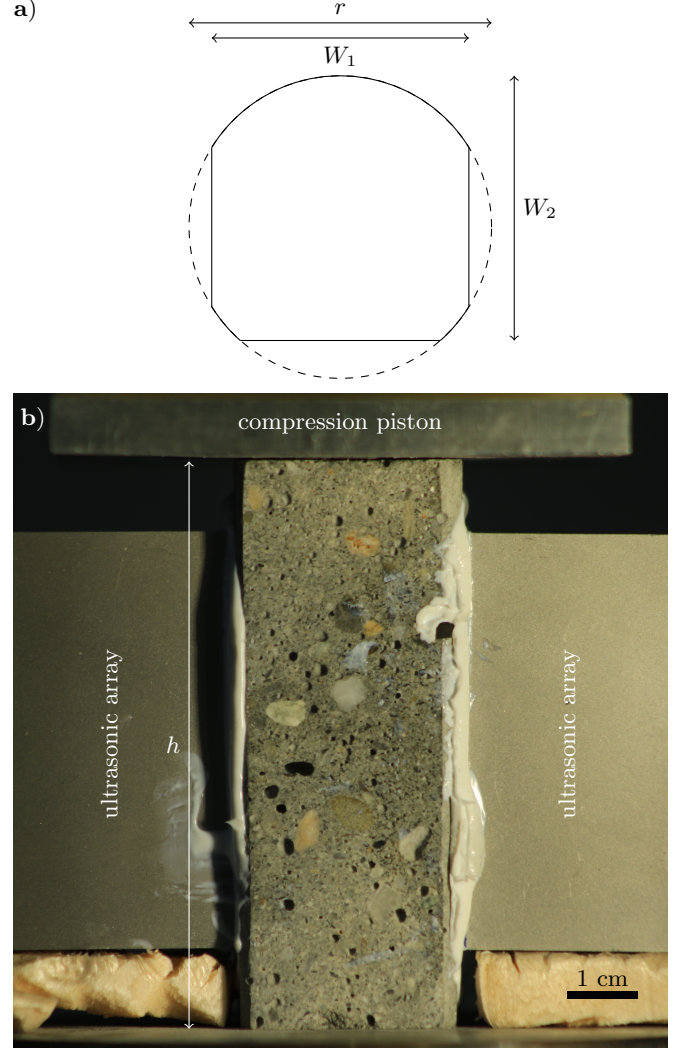 a)
r
W1
W2
b)
compression piston
ultrasonic array
h
ultrasonic array
1 cm